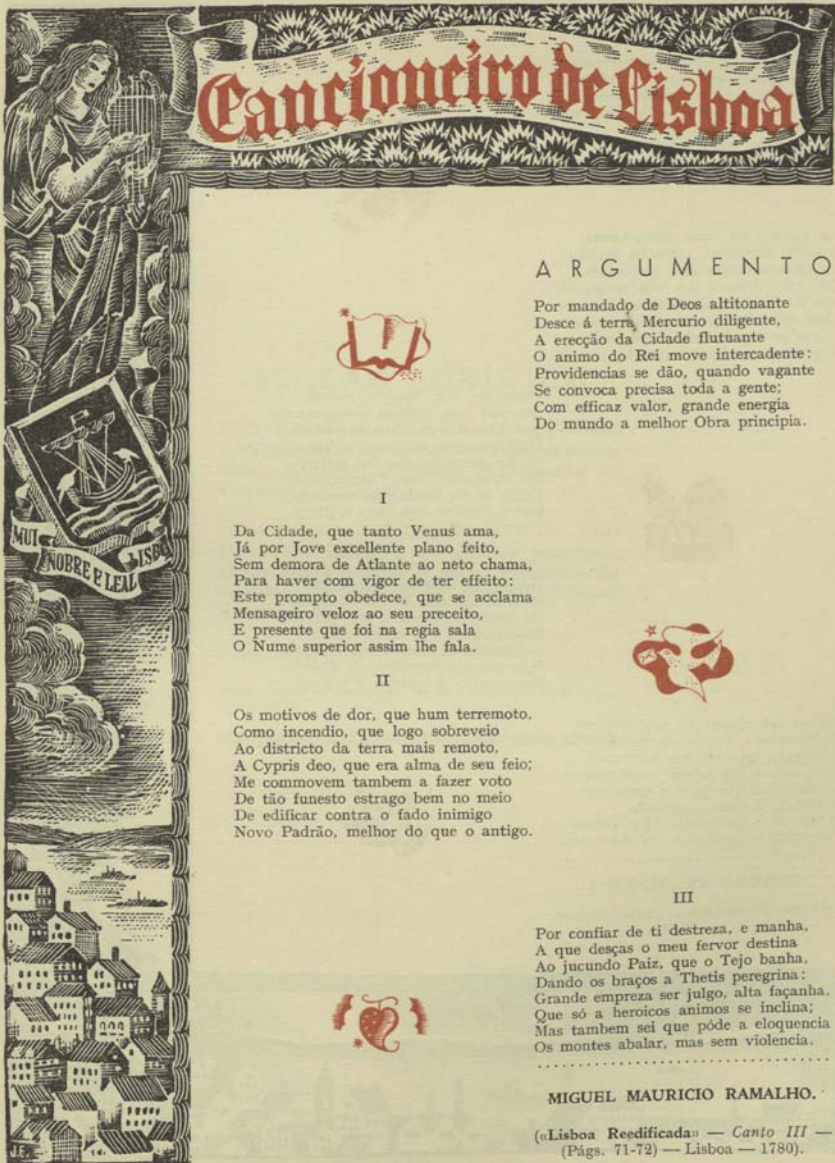 Cancioneiro de Lisboa
MUI NOBRE E LEAL LISBOA
ARGUMENTO
Por mandado de Deos altitonante
Desce á terra Mercurio diligente,
A erecção da Cidade flutuante
O animo do Rei move intercadente:
Providencias se dão, quando vagante
Se convoca precisa toda a gente;
Com efficaz valor, grande energia
Do mundo a melhor Obra principia.
I
Da Cidade, que tanto Venus ama,
Já por Jove excellente plano feito,
Sem demora de Atlante ao neto chama,
Para haver com vigor de ter effeito:
Este prompto obedece, que se acclama
Mensageiro veloz ao seu preceito,
E presente que foi na regia sala
O Nume superior assim lhe fala.
II
Os motivos de dor, que hum terremoto,
Como incendio, que logo sobreveio
Ao districto da terra mais remoto,
A Cypris deo, que era alma de seu feio;
Me commovem tambem a fazer voto
De tão funesto estrago bem no meio
De edificar contra o fado inimigo
Novo Padrão, melhor do que o antigo.
III
Por confiar de ti destreza, e manha,
A que desças o meu fervor destina
Ao jucundo Paiz, que o Tejo banha,
Dando os braços a Thetis peregrina:
Grande empreza ser julgo, alta façanha,
Que só a heroicos animos se inclina;
Mas tambem sei que póde a eloquencia
Os montes abalar, mas sem violencia.
MIGUEL MAURICIO RAMALHO.
(«Lisboa Reedificada» — Canto III —
(Págs. 71-72) — Lisboa — 1780).
J.E.